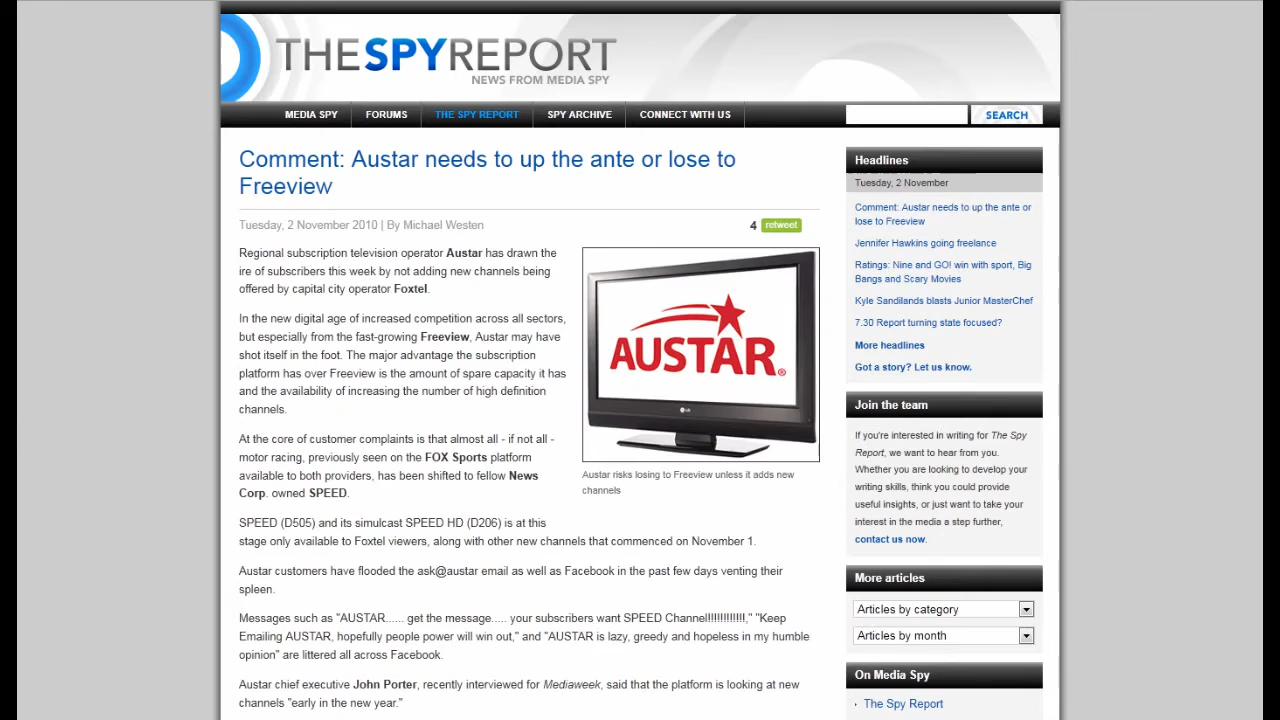 THESPYREPORT
NEWS FROM MEDIA SPY
MEDIA SPY
FORUMS
THE SPY REPORT
SPY ARCHIVE
CONNECT WITH US
SEARCH
Comment: Austar needs to up the ante or lose to
Freeview
Tuesday, 2 November 2010 | By Michael Westen
4 retweet
Regional subscription television operator Austar has drawn the
ire of subscribers this week by not adding new channels being
offered by capital city operator Foxtel.
In the new digital age of increased competition across all sectors,
but especially from the fast-growing Freeview, Austar may have
shot itself in the foot. The major advantage the subscription
platform has over Freeview is the amount of spare capacity it has
and the availability of increasing the number of high definition
channels.
At the core of customer complaints is that almost all - if not all -
motor racing, previously seen on the FOX Sports platform
available to both providers, has been shifted to fellow News
Corp. owned SPEED.
SPEED (D505) and its simulcast SPEED HD (D206) is at this
stage only available to Foxtel viewers, along with other new channels that commenced on November 1.
Austar customers have flooded the ask@austar email as well as Facebook in the past few days venting their
spleen.
Messages such as "AUSTAR...... get the message..... your subscribers want SPEED Channel!!!!!!!!!!!!," "Keep
Emailing AUSTAR, hopefully people power will win out," and "AUSTAR is lazy, greedy and hopeless in my humble
opinion" are littered all across Facebook.
Austar chief executive John Porter, recently interviewed for Mediaweek, said that the platform is looking at new
channels "early in the new year."
AUSTAR®
LG
Austar risks losing to Freeview unless it adds new
channels
Headlines
Tuesday, 2 November
Comment: Austar needs to up the ante or
lose to Freeview
Jennifer Hawkins going freelance
Ratings: Nine and GO! win with sport, Big
Bangs and Scary Movies
Kyle Sandilands blasts Junior MasterChef
7.30 Report turning state focused?
More headlines
Got a story? Let us know.
Join the team
If you're interested in writing for The Spy
Report, we want to hear from you.
Whether you are looking to develop your
writing skills, think you could provide
useful insights, or just want to take your
interest in the media a step further,
contact us now.
More articles
Articles by category
Articles by month
On Media Spy
The Spy Report